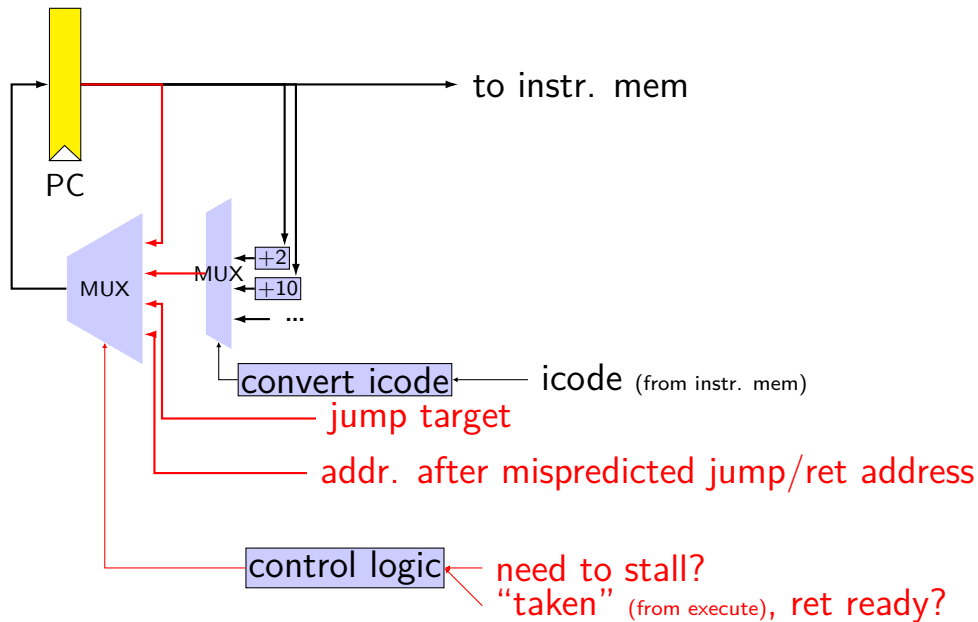 to instr. mem
PC
+2
MUX
MUX
+10
...
convert icode
icode (from instr. mem)
jump target
addr. after mispredicted jump/ret address
control logic
need to stall?
“taken” (from execute), ret ready?